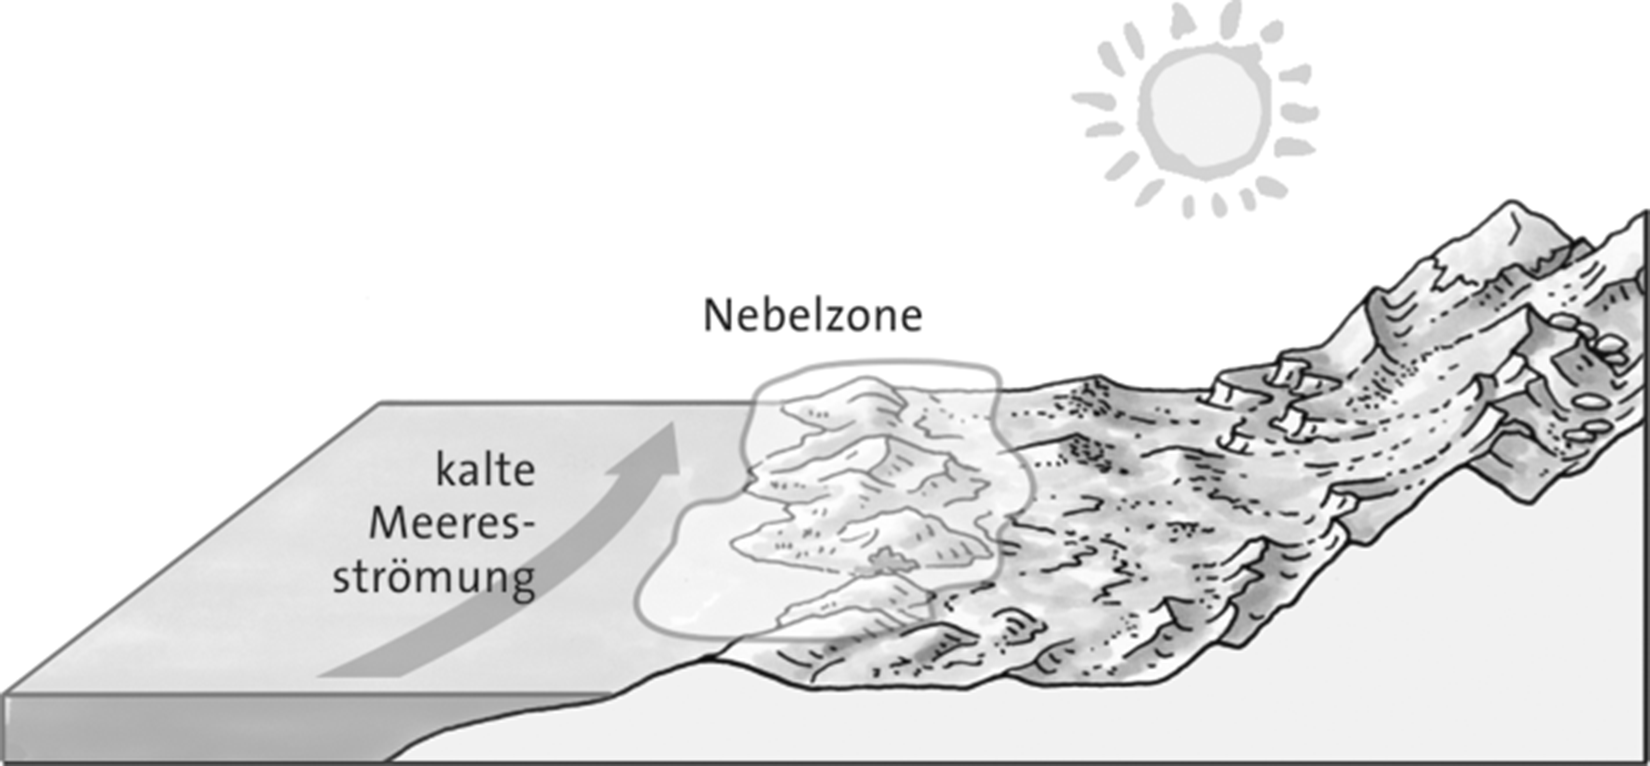 Nebelzone
kalte
Meeres-
strömung